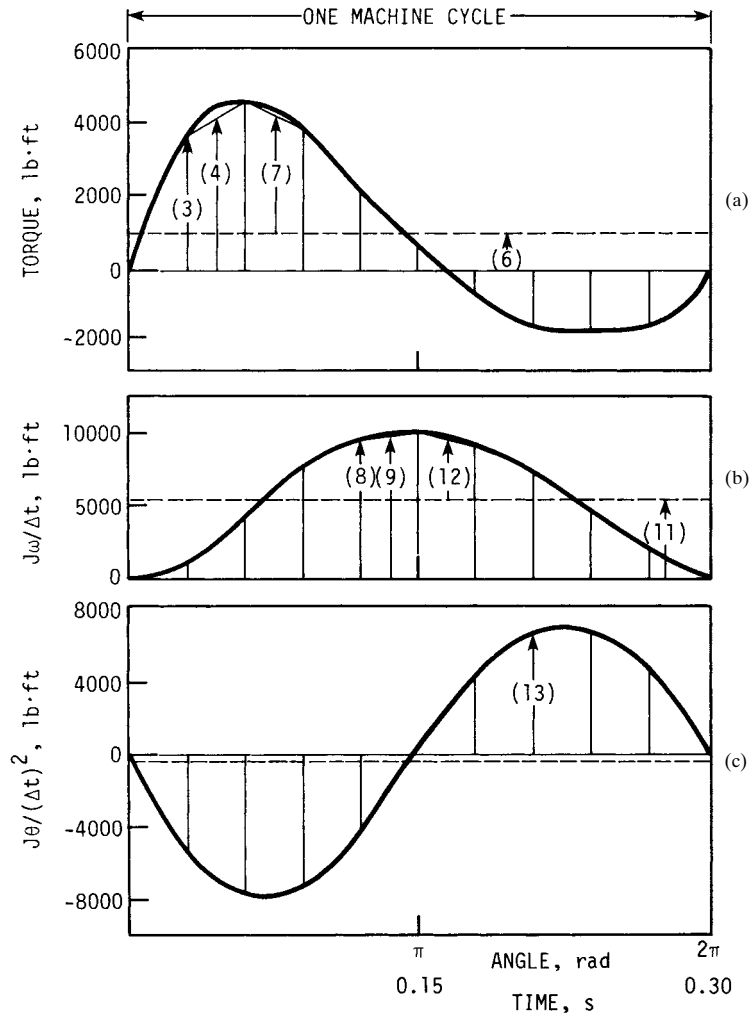 ONE MACHINE CYCLE
6000
4000
2000
0
-2000
TORQUE, lb·ft
(3)
(4)
(7)
(6)
(a)
10000
5000
0
Jω/Δt, lb·ft
(8)
(9)
(12)
(11)
(b)
8000
4000
0
-4000
-8000
Jθ/(Δt)², lb·ft
(13)
(c)
π
2π
ANGLE, rad
0.15
0.30
TIME, s